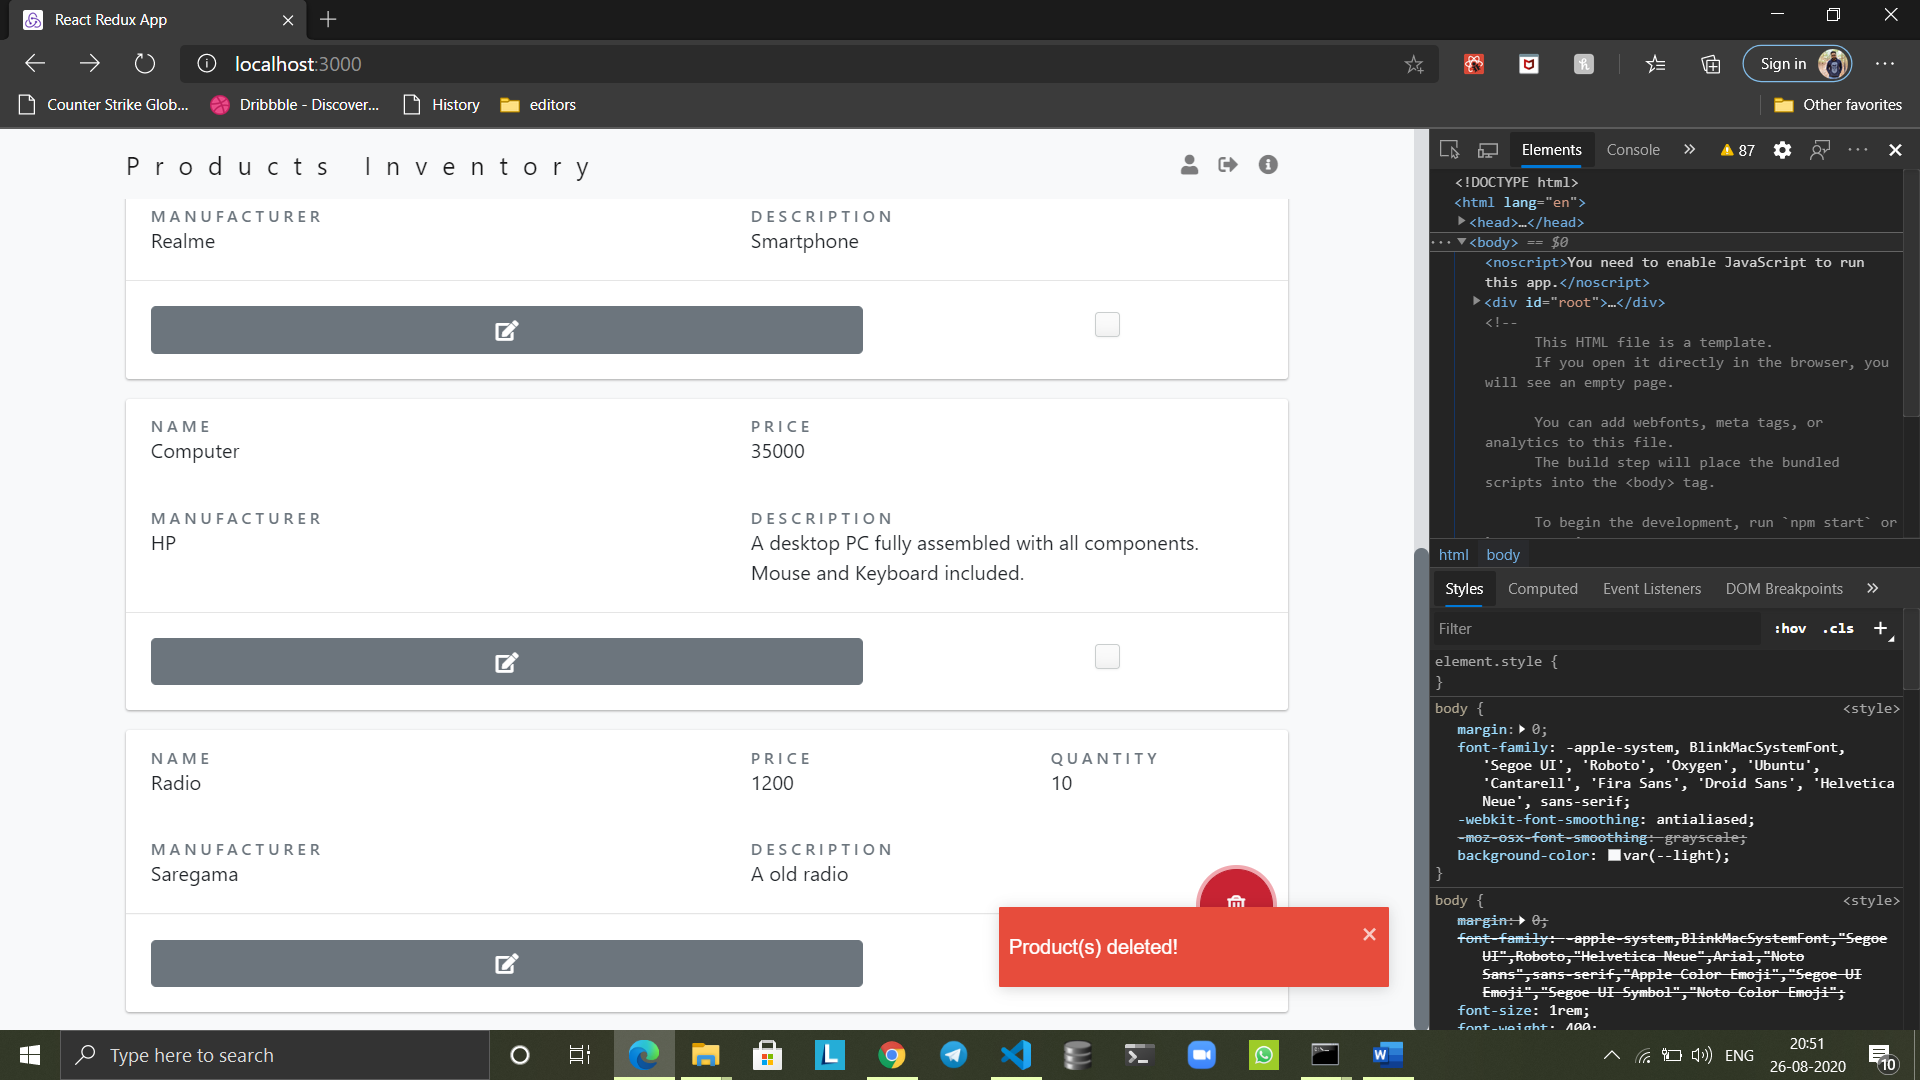 React Redux App
localhost:3000
Sign in
Counter Strike Glob...
Dribbble - Discover...
History
editors
Other favorites
Products Inventory
MANUFACTURER
Realme
DESCRIPTION
Smartphone
NAME
Computer
PRICE
35000
MANUFACTURER
HP
DESCRIPTION
A desktop PC fully assembled with all components.
Mouse and Keyboard included.
NAME
Radio
PRICE
1200
QUANTITY
10
MANUFACTURER
Saregama
DESCRIPTION
A old radio
Product(s) deleted!
Elements
Console
87
<!DOCTYPE html>
<html lang="en">
<head>…</head>
<body> == $0
<noscript>You need to enable JavaScript to run
this app.</noscript>
<div id="root">…</div>
<!--
This HTML file is a template.
If you open it directly in the browser, you
will see an empty page.
You can add webfonts, meta tags, or
analytics to this file.
The build step will place the bundled
scripts into the <body> tag.
To begin the development, run `npm start` or
html body
Styles
Computed
Event Listeners
DOM Breakpoints
Filter
:hov .cls +
element.style {
}
body {
<style>
margin: 0;
font-family: -apple-system, BlinkMacSystemFont,
'Segoe UI', 'Roboto', 'Oxygen', 'Ubuntu',
'Cantarell', 'Fira Sans', 'Droid Sans', 'Helvetica
Neue', sans-serif;
-webkit-font-smoothing: antialiased;
-moz-osx-font-smoothing: grayscale;
background-color: var(--light);
}
body {
<style>
margin: 0;
font-family: -apple-system,BlinkMacSystemFont,"Segoe
UI",Roboto,"Helvetica Neue",Arial,"Noto
Sans",sans-serif,"Apple Color Emoji","Segoe UI
Emoji","Segoe UI Symbol","Noto Color Emoji";
font-size: 1rem;
font-weight: 400;
Type here to search
ENG
20:51
26-08-2020
10